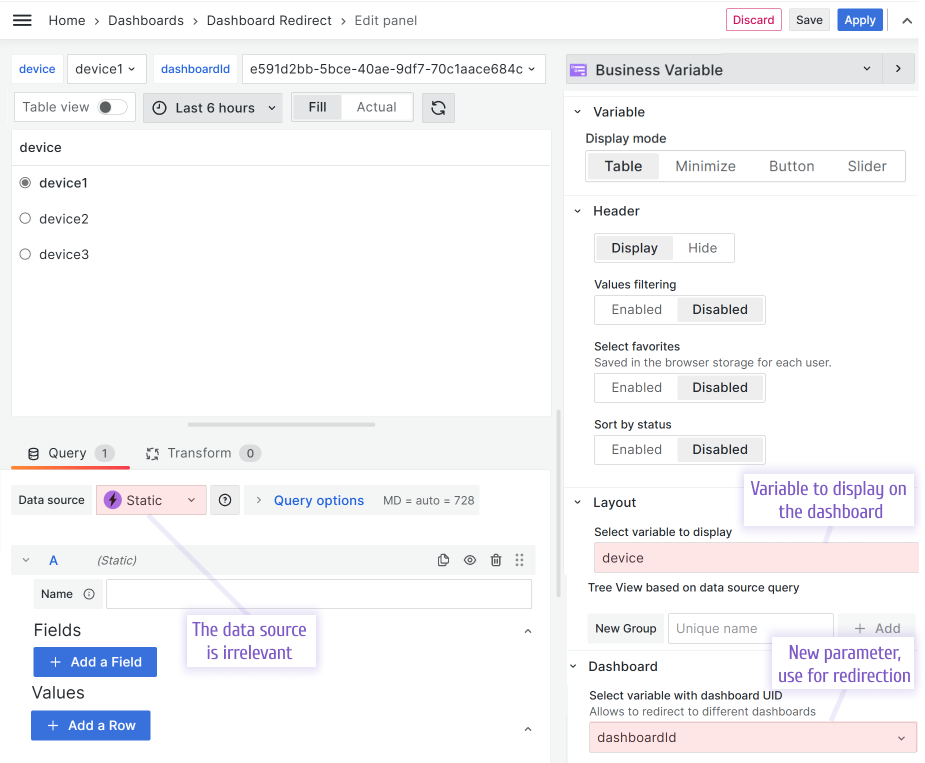 Home › Dashboards › Dashboard Redirect › Edit panel
Discard
Save
Apply
device
device1
dashboardId
e591d2bb-5bce-40ae-9df7-70c1aace684c
Table view
Last 6 hours
Fill
Actual
device
device1
device2
device3
Query 1
Transform 0
Data source
Static
Query options
MD = auto = 728
A
(Static)
Name
Fields
+ Add a Field
Values
+ Add a Row
The data source
is irrelevant
Business Variable
Variable
Display mode
Table
Minimize
Button
Slider
Header
Display
Hide
Values filtering
Enabled
Disabled
Select favorites
Saved in the browser storage for each user.
Enabled
Disabled
Sort by status
Enabled
Disabled
Variable to display on
the dashboard
Layout
Select variable to display
device
Tree View based on data source query
New Group
Unique name
+ Add
New parameter,
use for redirection
Dashboard
Select variable with dashboard UID
Allows to redirect to different dashboards
dashboardId